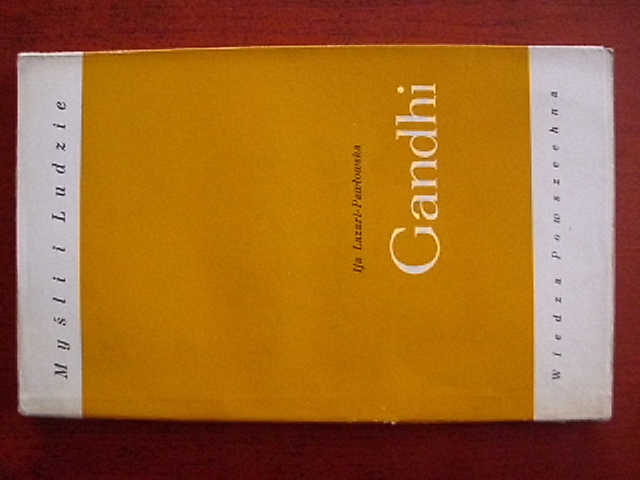 Myśli i Ludzie
Ija Lazari-Pawłowska
Gandhi
Wiedza Powszechna